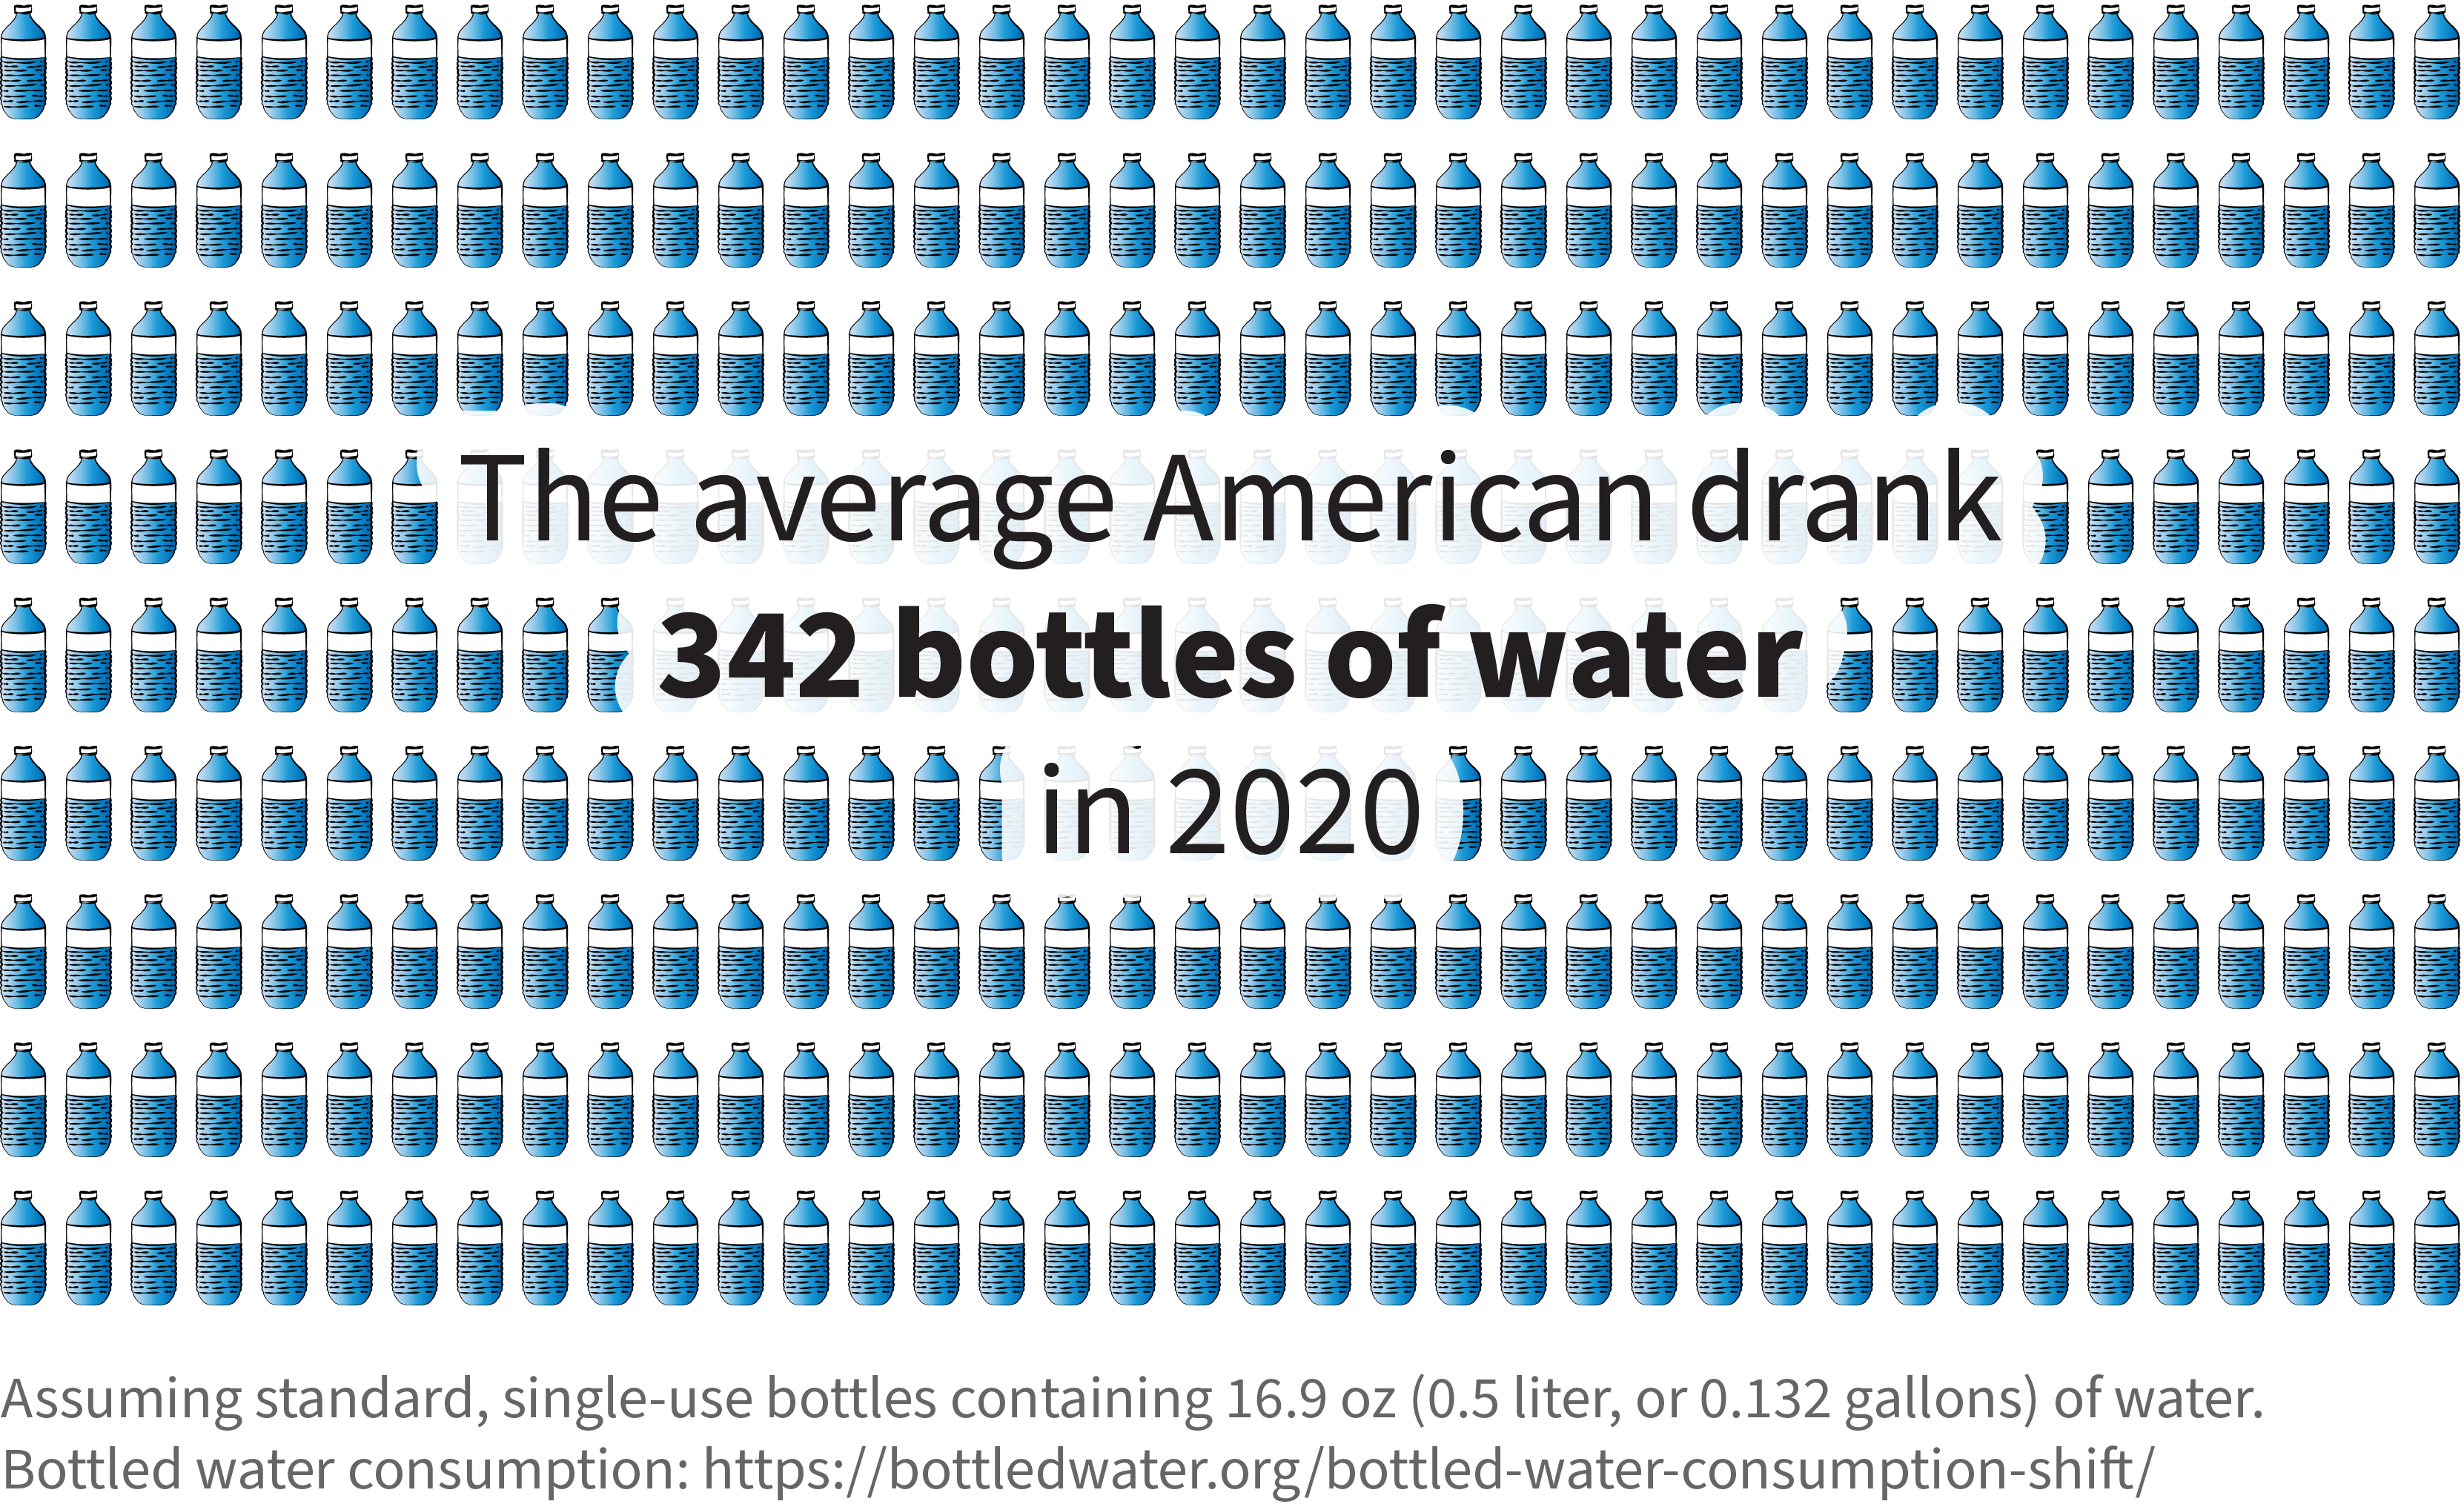 The average American drank
342 bottles of water
in 2020
Assuming standard, single-use bottles containing 16.9 oz (0.5 liter, or 0.132 gallons) of water.
Bottled water consumption: https://bottledwater.org/bottled-water-consumption-shift/